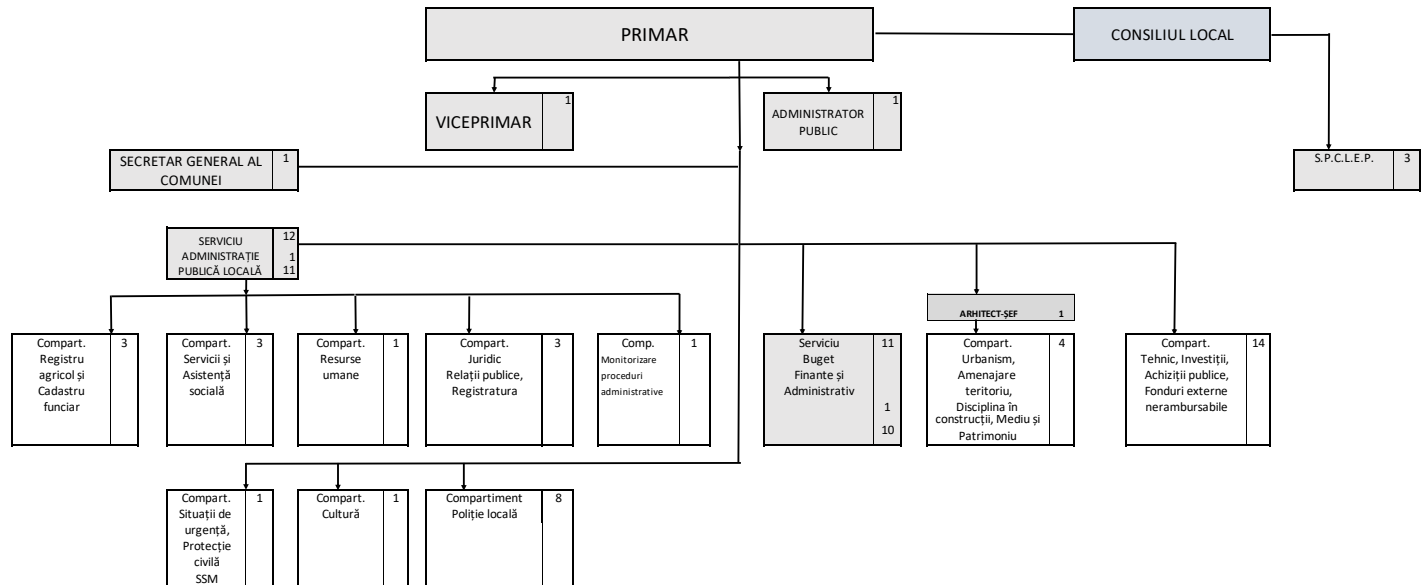 PRIMAR
CONSILIUL LOCAL
VICEPRIMAR
1
ADMINISTRATOR
PUBLIC
1
SECRETAR GENERAL AL
COMUNEI
1
S.P.C.L.E.P.
3
SERVICIU
ADMINISTRAȚIE
PUBLICĂ LOCALĂ
12
1
11
ARHITECT-ȘEF 1
Compart.
Registru
agricol și
Cadastru
funciar
3
Compart.
Servicii și
Asistență
socială
3
Compart.
Resurse
umane
1
Compart.
Juridic
Relații publice,
Registratura
3
Comp.
Monitorizare
proceduri
administrative
1
Serviciu
Buget
Finante și
Administrativ
11
1
10
Compart.
Urbanism,
Amenajare
teritoriu,
Disciplina în
construcții, Mediu și
Patrimoniu
4
Compart.
Tehnic, Investiții,
Achiziții publice,
Fonduri externe
nerambursabile
14
Compart.
Situații de
urgență,
Protecție
civilă
SSM
1
Compart.
Cultură
1
Compartiment
Poliție locală
8